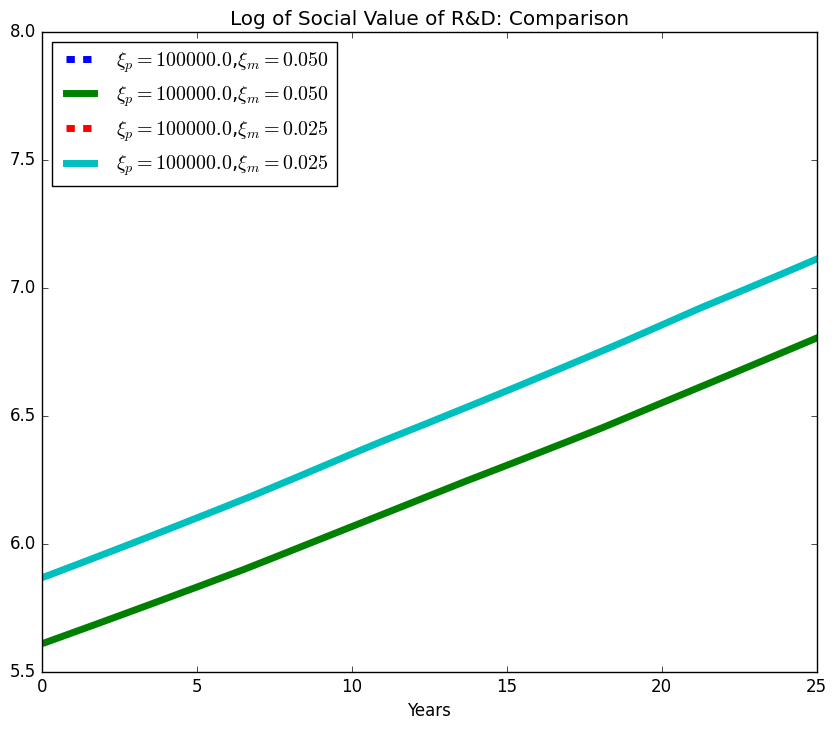 Log of Social Value of R&D: Comparison
8.0
ξₚ = 100000.0,ξₘ = 0.050
ξₚ = 100000.0,ξₘ = 0.050
ξₚ = 100000.0,ξₘ = 0.025
ξₚ = 100000.0,ξₘ = 0.025
7.5
7.0
6.5
6.0
5.5
0 5 10 15 20 25
Years